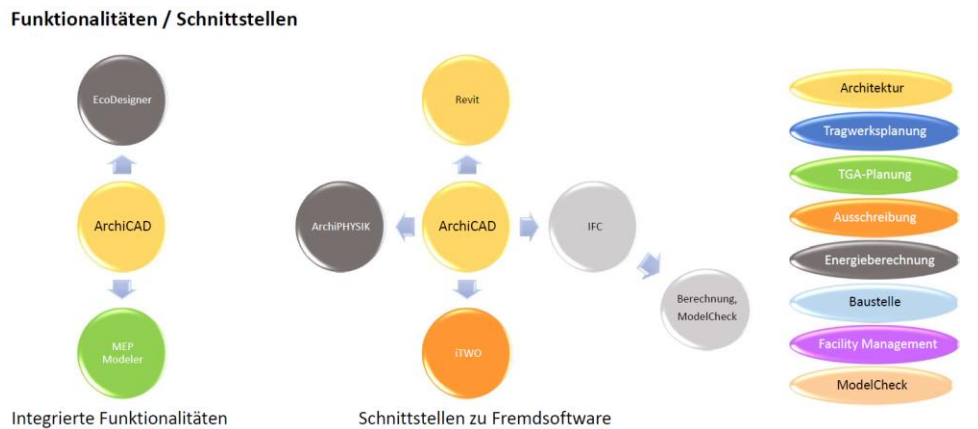 Funktionalitäten / Schnittstellen
EcoDesigner
ArchiCAD
MEP
Modeler
Integrierte Funktionalitäten
Revit
ArchiPHYSIK
ArchiCAD
IFC
Berechnung,
ModelCheck
iTWO
Schnittstellen zu Fremdsoftware
Architektur
Tragwerksplanung
TGA-Planung
Ausschreibung
Energieberechnung
Baustelle
Facility Management
ModelCheck